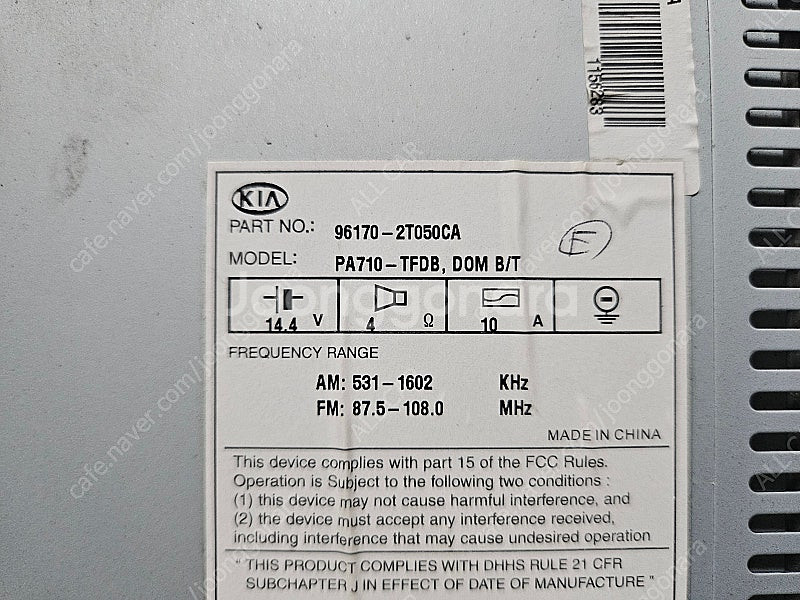 1156283
KIA
PART NO.: 96170-2T050CA
E
MODEL: PA710-TFDB, DOM B/T
14.4 V 4 Ω 10 A
FREQUENCY RANGE
AM: 531-1602 KHz
FM: 87.5-108.0 MHz
MADE IN CHINA
This device complies with part 15 of the FCC Rules.
Operation is Subject to the following two conditions :
(1) this device may not cause harmful interference, and
(2) the device must accept any interference received,
including interference that may cause undesired operation
" THIS PRODUCT COMPLIES WITH DHHS RULE 21 CFR
SUBCHAPTER J IN EFFECT OF DATE OF MANUFACTURE "
Joonggonara
cafe.naver.com/joonggonara
ALL CAR